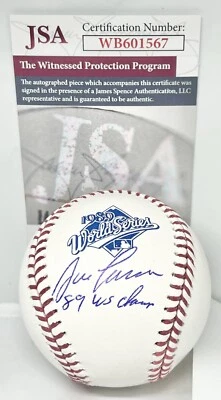 JSA
Certification Number:
WB601567
The Witnessed Protection Program
The autographed piece which accompanies this certificate was
signed in the presence of a James Spence Authentication, LLC
representative and is guaranteed to be authentic.
JSA
1989
World Series
89 WS Champ